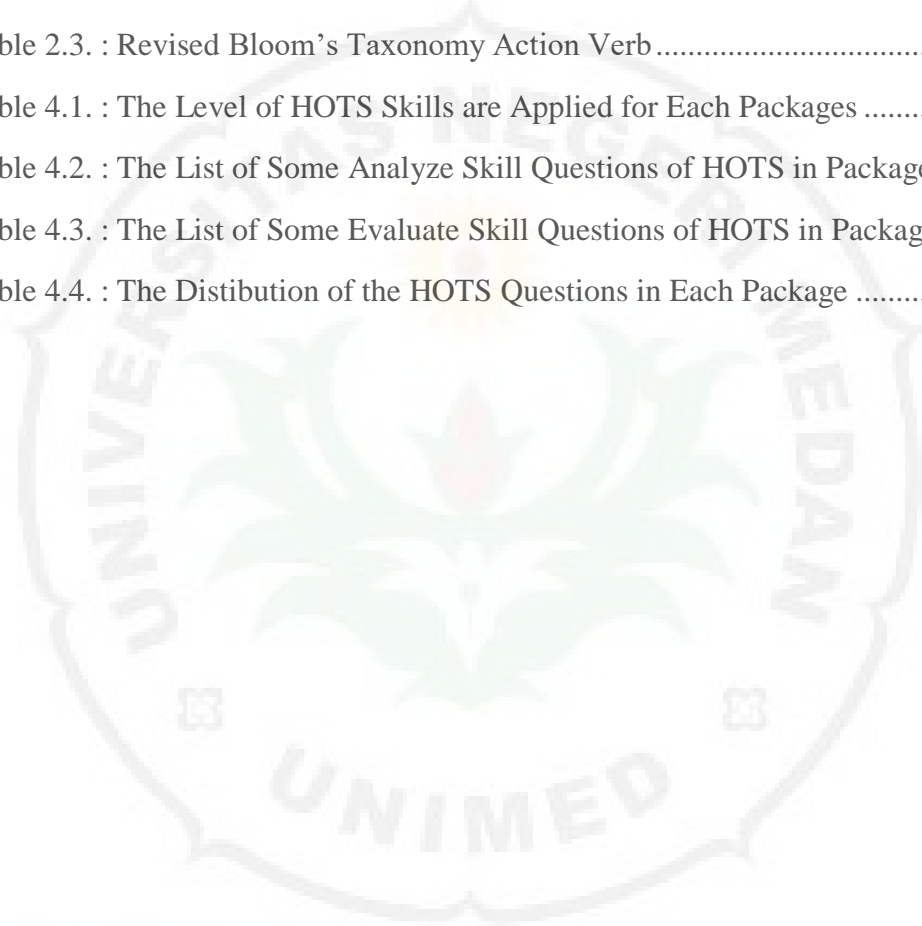 ble 2.3. : Revised Bloom’s Taxonomy Action Verb ..................................
ble 4.1. : The Level of HOTS Skills are Applied for Each Packages .........
ble 4.2. : The List of Some Analyze Skill Questions of HOTS in Package
ble 4.3. : The List of Some Evaluate Skill Questions of HOTS in Packag
ble 4.4. : The Distibution of the HOTS Questions in Each Package .........
UNIVERSITAS NEGERI MEDAN
UNIMED